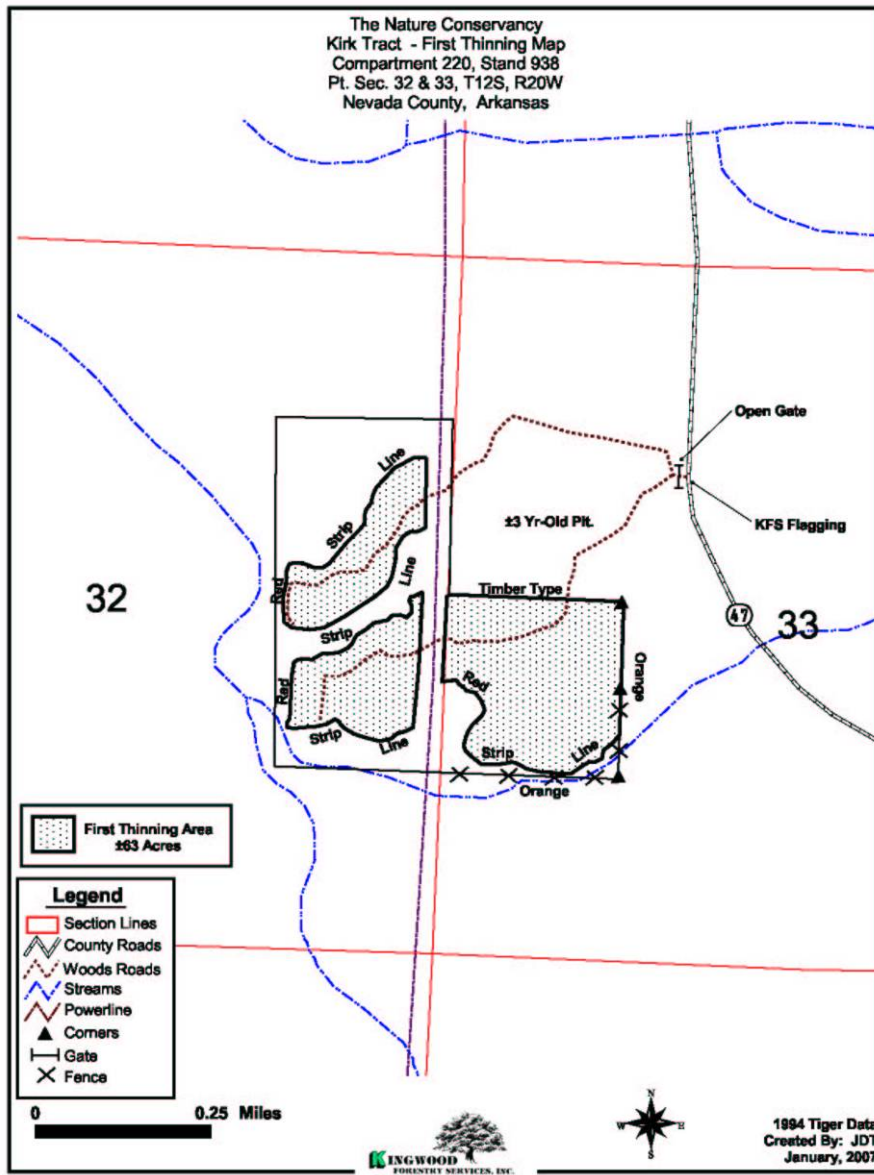 The Nature Conservancy
Kirk Tract - First Thinning Map
Compartment 220, Stand 938
Pt. Sec. 32 & 33, T12S, R20W
Nevada County, Arkansas
Open Gate
KFS Flagging
±3 Yr-Old Plt.
Strip
Line
Red
Line
Strip
Timber Type
32
33
47
Orange
Red
Red
Strip
Line
Strip
Line
Orange
First Thinning Area
±63 Acres
Legend
Section Lines
County Roads
Woods Roads
Streams
Powerline
Corners
Gate
Fence
0 0.25 Miles
N
W E
S
KINGWOOD
FORESTRY SERVICES, INC.
1994 Tiger Data
Created By: JDT
January, 2007